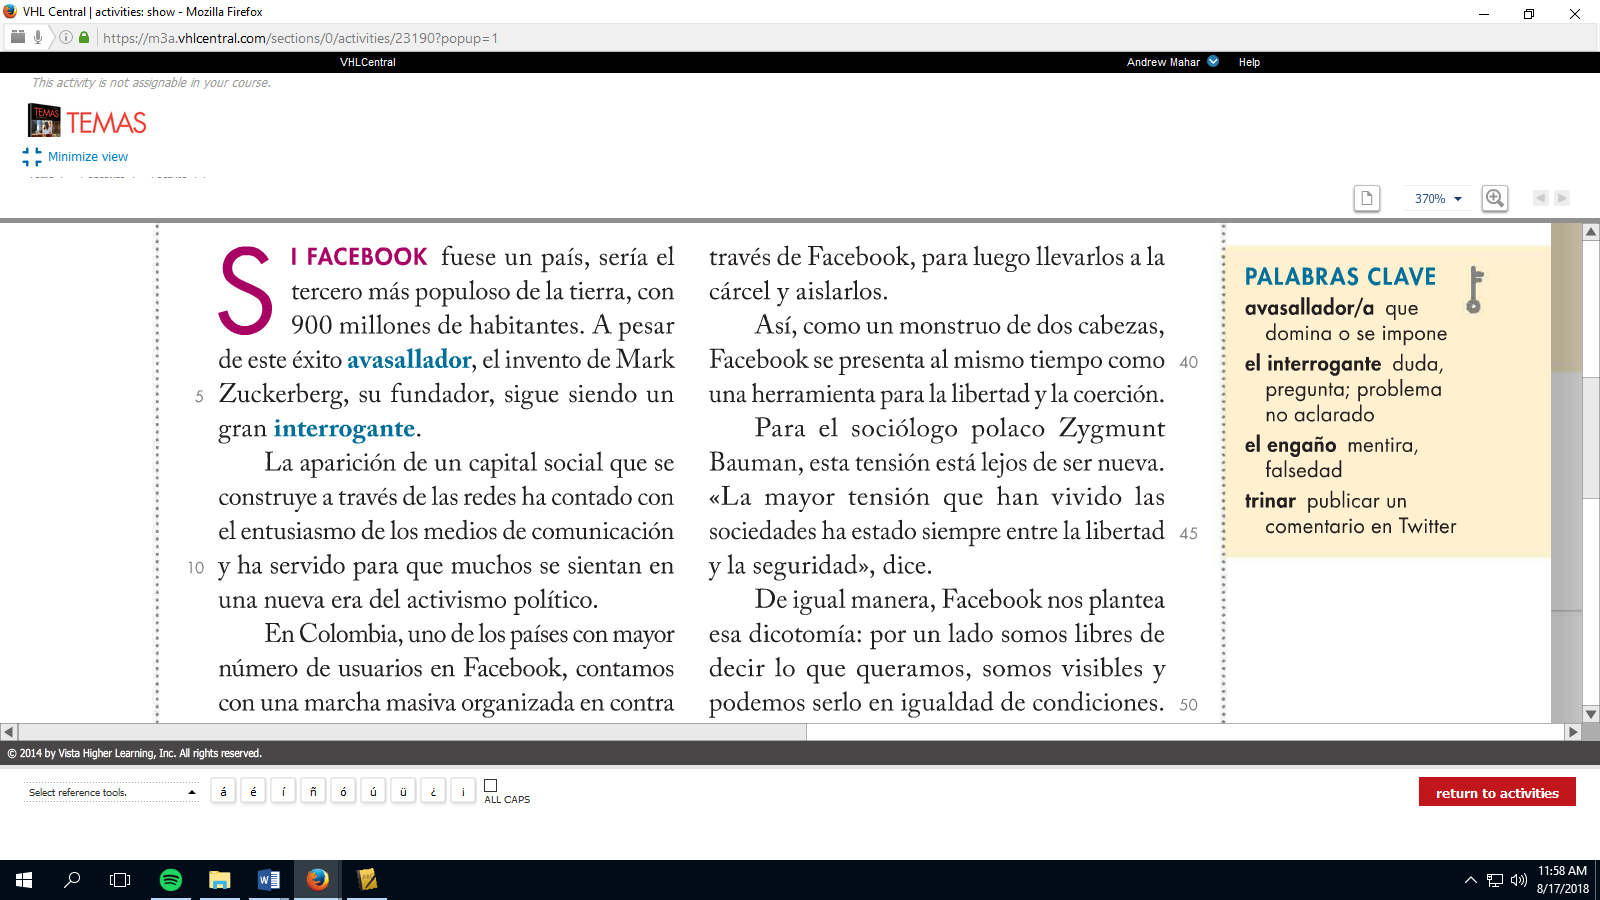 VHL Central | activities: show - Mozilla Firefox
https://m3a.vhlcentral.com/sections/0/activities/23190?popup=1
VHLCentral
Andrew Mahar
Help
This activity is not assignable in your course.
TEMAS
TEMAS
Minimize view
370%
SI FACEBOOK fuese un país, sería el
tercero más populoso de la tierra, con
900 millones de habitantes. A pesar
de este éxito avasallador, el invento de Mark
5 Zuckerberg, su fundador, sigue siendo un
gran interrogante.
La aparición de un capital social que se
construye a través de las redes ha contado con
el entusiasmo de los medios de comunicación
10 y ha servido para que muchos se sientan en
una nueva era del activismo político.
En Colombia, uno de los países con mayor
número de usuarios en Facebook, contamos
con una marcha masiva organizada en contra
través de Facebook, para luego llevarlos a la
cárcel y aislarlos.
Así, como un monstruo de dos cabezas,
Facebook se presenta al mismo tiempo como 40
una herramienta para la libertad y la coerción.
Para el sociólogo polaco Zygmunt
Bauman, esta tensión está lejos de ser nueva.
«La mayor tensión que han vivido las
sociedades ha estado siempre entre la libertad 45
y la seguridad», dice.
De igual manera, Facebook nos plantea
esa dicotomía: por un lado somos libres de
decir lo que queramos, somos visibles y
podemos serlo en igualdad de condiciones. 50
PALABRAS CLAVE
avasallador/a que
domina o se impone
el interrogante duda,
pregunta; problema
no aclarado
el engaño mentira,
falsedad
trinar publicar un
comentario en Twitter
© 2014 by Vista Higher Learning, Inc. All rights reserved.
Select reference tools.
á é í ñ ó ú ü ¿ ¡
ALL CAPS
return to activities
11:58 AM
8/17/2018